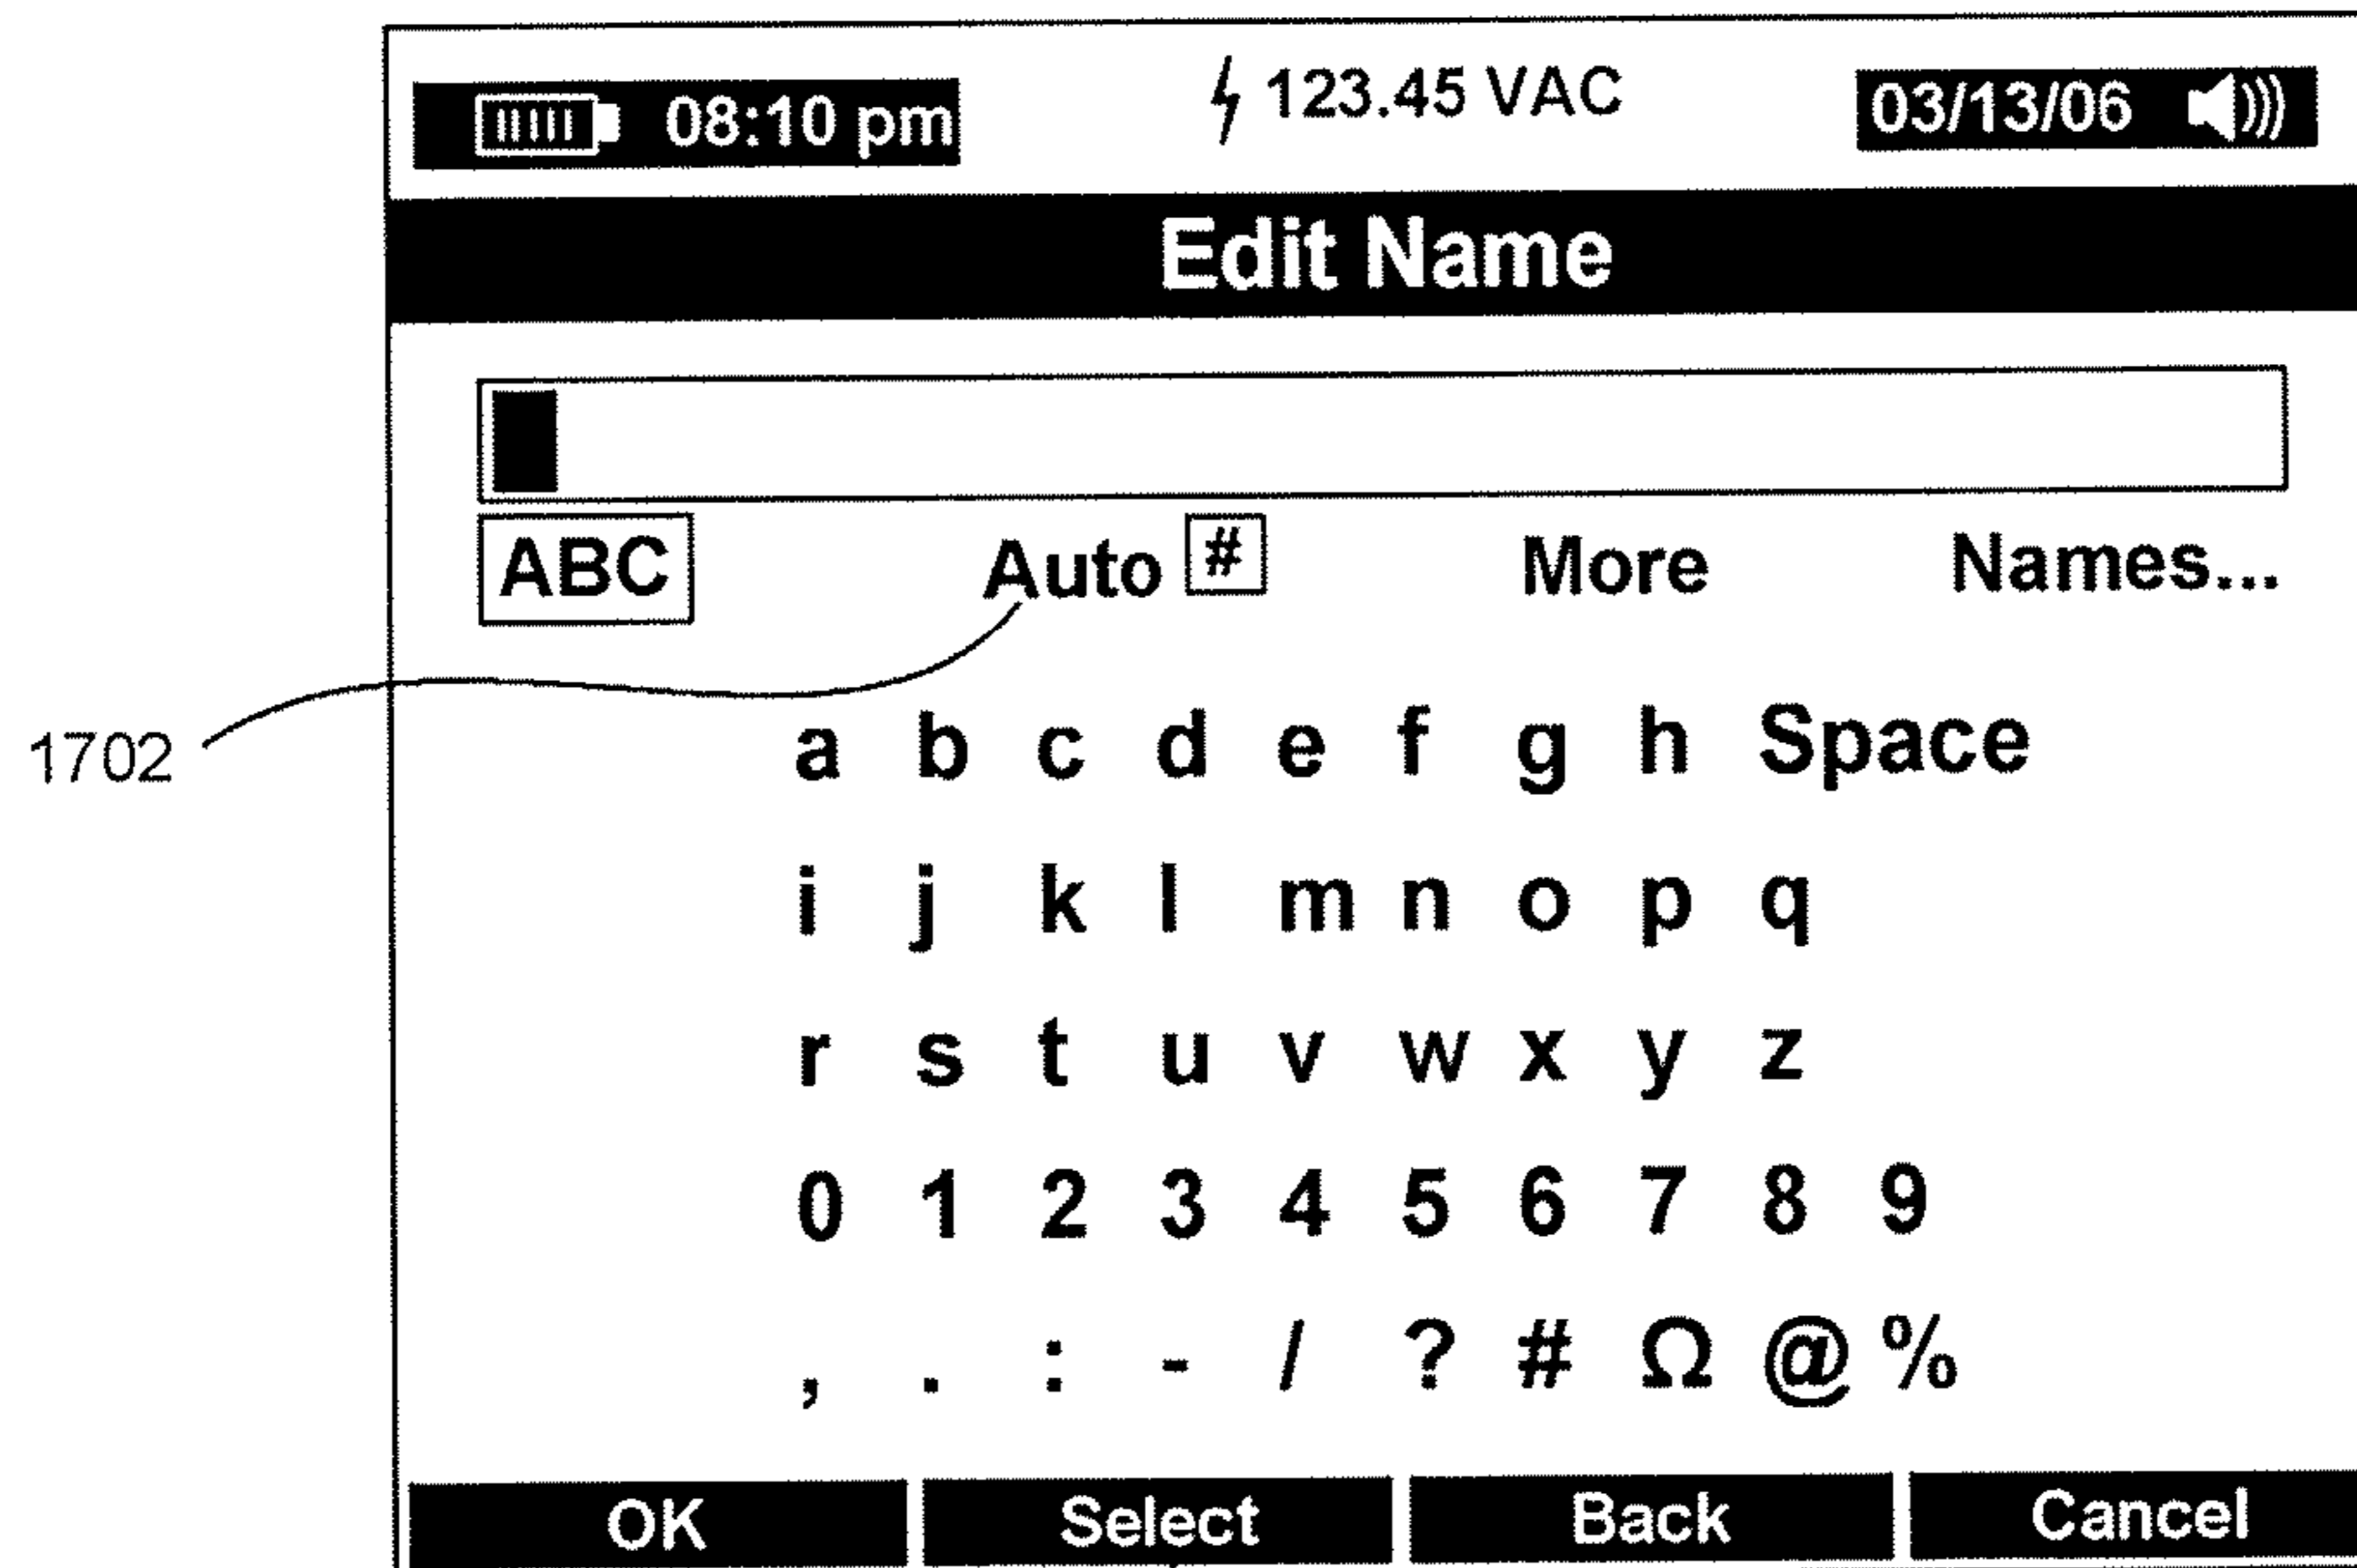 08:10 pm 123.45 VAC 03/13/06
Edit Name
ABC Auto # More Names...
1702
a b c d e f g h Space
i j k l m n o p q
r s t u v w x y z
0 1 2 3 4 5 6 7 8 9
, . : - / ? # Ω @ %
OK Select Back Cancel